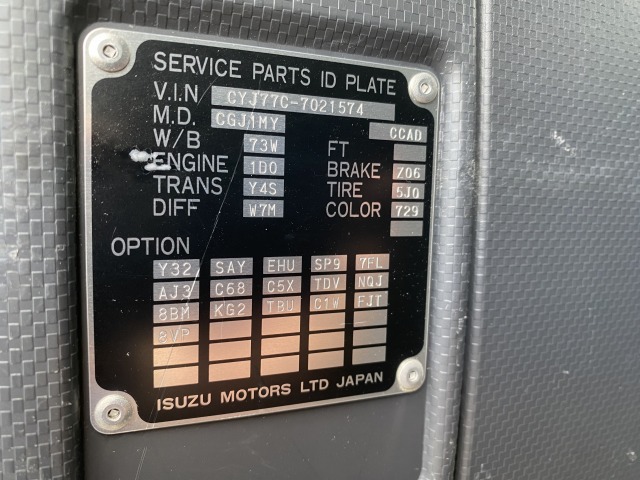 SERVICE PARTS ID PLATE
V.I.N CYJ77C-7021574
M.D. CGJ1MY CCAD
W/B 73W FT
ENGINE 1D0 BRAKE Z06
TRANS Y4S TIRE 5J0
DIFF W7M COLOR 729
OPTION
Y32 SAY EHU SP9 7FL
AJ3 C68 C5X TDV NQJ
8BM KG2 TBU C1W FJT
8VP
ISUZU MOTORS LTD JAPAN